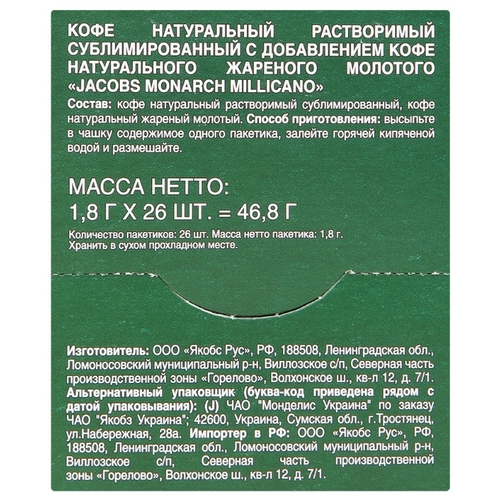 КОФЕ НАТУРАЛЬНЫЙ РАСТВОРИМЫЙ
СУБЛИМИРОВАННЫЙ С ДОБАВЛЕНИЕМ КОФЕ
НАТУРАЛЬНОГО ЖАРЕНОГО МОЛОТОГО
«JACOBS MONARCH MILLICANO»
Состав: кофе натуральный растворимый сублимированный, кофе
натуральный жареный молотый. Способ приготовления: высыпьте
в чашку содержимое одного пакетика, залейте горячей кипяченой
водой и размешайте.
МАССА НЕТТО:
1,8 Г Х 26 ШТ. = 46,8 Г
Количество пакетиков: 26 шт. Масса нетто пакетика: 1,8 г.
Хранить в сухом прохладном месте.
Изготовитель: ООО «Якобс Рус», РФ, 188508, Ленинградская обл.,
Ломоносовский муниципальный р-н, Виллозское с/п, Северная часть
производственной зоны «Горелово», Волхонское ш., кв-л 12, д. 7/1.
Альтернативный упаковщик (буква-код приведена рядом с
датой упаковывания): (J) ЧАО "Монделис Украина" по заказу
ЧАО "Якобз Украина"; 42600, Украина, Сумская обл., г.Тростянец,
ул.Набережная, 28а. Импортер в РФ: ООО «Якобс Рус», РФ,
188508, Ленинградская обл., Ломоносовский муниципальный р-н,
Виллозское с/п, Северная часть производственной зоны
«Горелово», Волхонское ш., кв-л 12, д. 7/1.